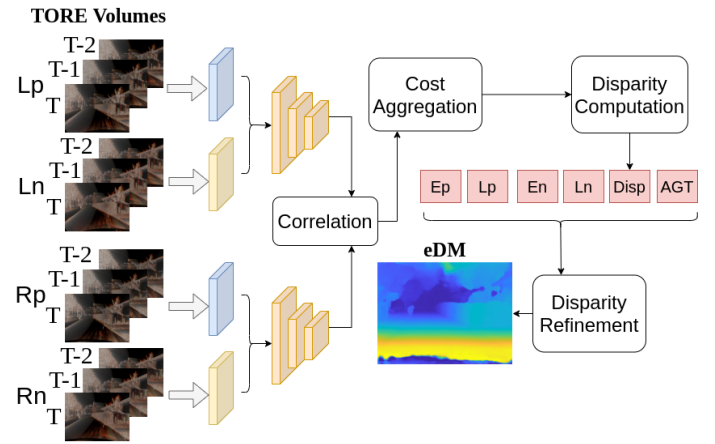 TORE Volumes
T-2
T-1
Lp
T
T-2
T-1
Ln
T
T-2
T-1
Rp
T
T-2
T-1
Rn
T
Correlation
Cost
Aggregation
Disparity
Computation
Ep Lp En Ln Disp AGT
eDM
Disparity
Refinement